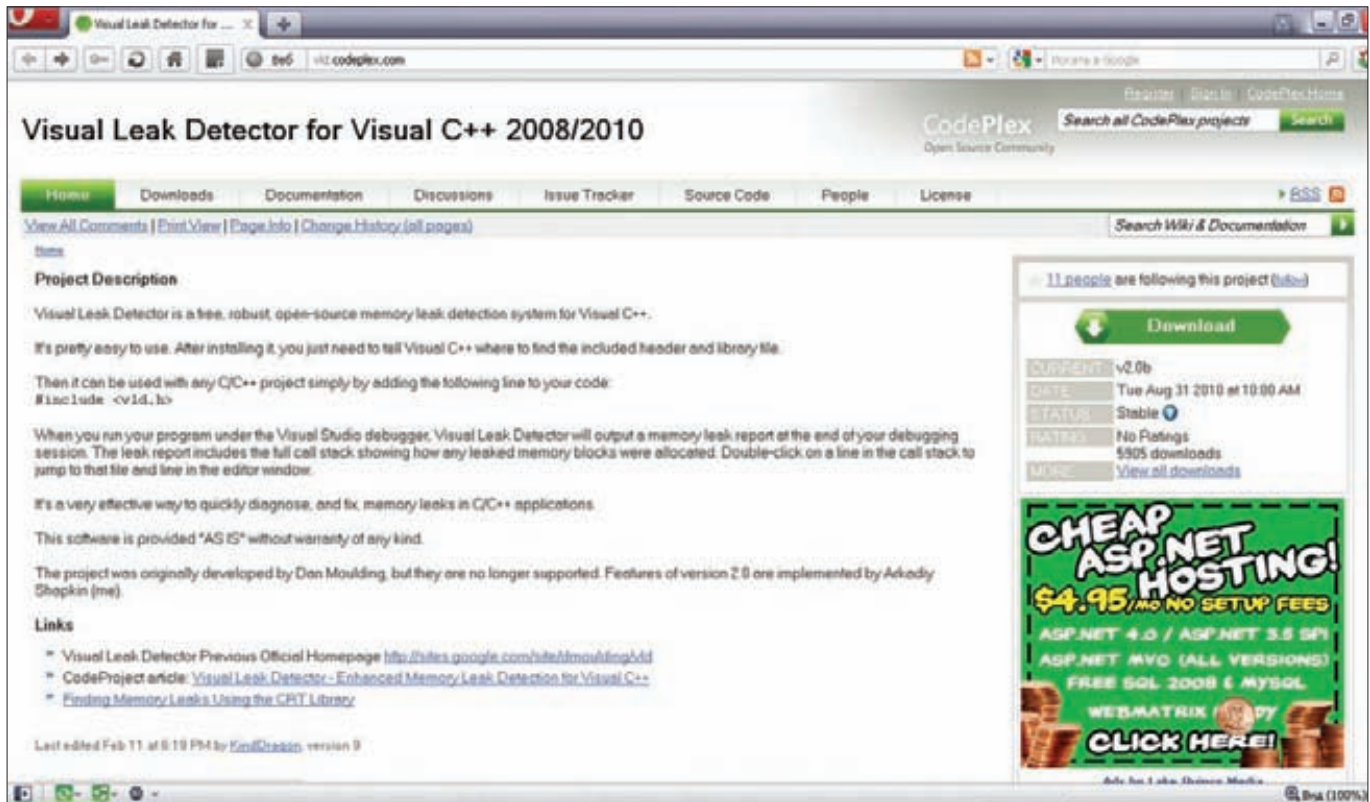 Visual Leak Detector for ...
веб
vld.codeplex.com
Искать в Google
Register | Sign In | CodePlex Home
Visual Leak Detector for Visual C++ 2008/2010
CodePlex
Open Source Community
Search all CodePlex projects
Search
Home Downloads Documentation Discussions Issue Tracker Source Code People License
RSS
View All Comments | Print View | Page Info | Change History (all pages)
Search Wiki & Documentation
Home
Project Description
Visual Leak Detector is a free, robust, open-source memory leak detection system for Visual C++.
It's pretty easy to use. After installing it, you just need to tell Visual C++ where to find the included header and library file.
Then it can be used with any C/C++ project simply by adding the following line to your code:
#include <vld.h>
When you run your program under the Visual Studio debugger, Visual Leak Detector will output a memory leak report at the end of your debugging
session. The leak report includes the full call stack showing how any leaked memory blocks were allocated. Double-click on a line in the call stack to
jump to that file and line in the editor window.
It's a very effective way to quickly diagnose, and fix, memory leaks in C/C++ applications.
This software is provided "AS IS" without warranty of any kind.
The project was originally developed by Dan Moulding, but they are no longer supported. Features of version 2.0 are implemented by Arkadiy
Shapkin (me).
Links
Visual Leak Detector Previous Official Homepage http://sites.google.com/site/dmoulding/vld
CodeProject article: Visual Leak Detector - Enhanced Memory Leak Detection for Visual C++
Finding Memory Leaks Using the CRT Library
Last edited Feb 11 at 6:19 PM by KindDragon, version 9
11 people are following this project (follow)
Download
CURRENT v2.0b
DATE Tue Aug 31 2010 at 10:00 AM
STATUS Stable
RATING No Ratings
5905 downloads
MORE View all downloads
CHEAP
ASP.NET
HOSTING!
$4.95/MO NO SETUP FEES
ASP.NET 4.0 / ASP.NET 3.5 SP1
ASP.NET MVC (ALL VERSIONS)
FREE SQL 2008 & MYSQL
WEBMATRIX
CLICK HERE!
Ads by Lake Quincy Media
Вид (100%)